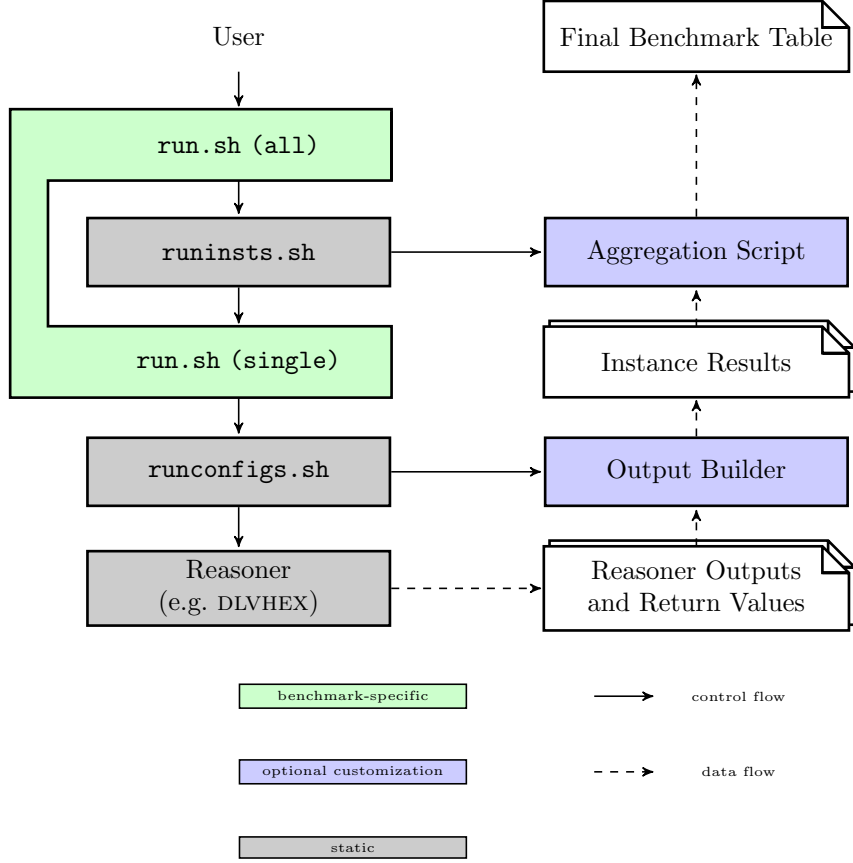 User
Final Benchmark Table
run.sh (all)
runinsts.sh
Aggregation Script
run.sh (single)
Instance Results
runconfigs.sh
Output Builder
Reasoner
(e.g. DLVHEX)
Reasoner Outputs
and Return Values
benchmark-specific
control flow
optional customization
data flow
static